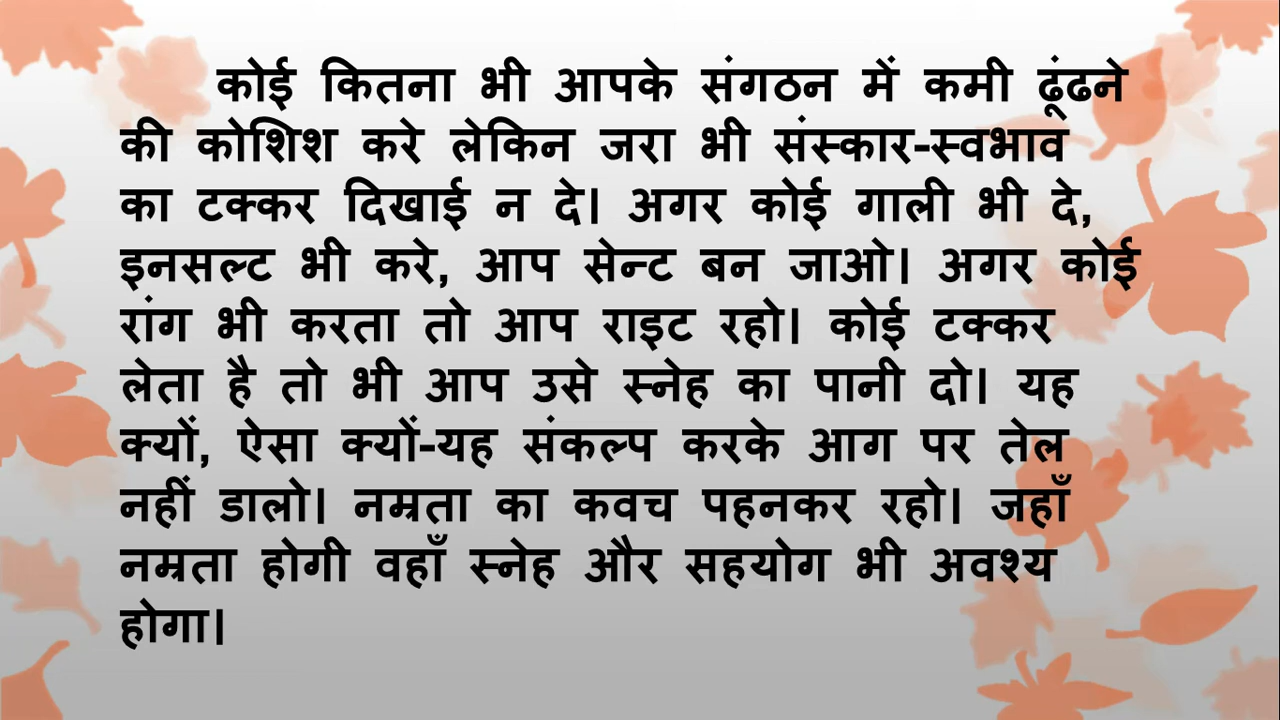 कोई कितना भी आपके संगठन में कमी ढूंढने
की कोशिश करे लेकिन जरा भी संस्कार-स्वभाव
का टक्कर दिखाई न दे। अगर कोई गाली भी दे,
इनसल्ट भी करे, आप सेन्ट बन जाओ। अगर कोई
रांग भी करता तो आप राइट रहो। कोई टक्कर
लेता है तो भी आप उसे स्नेह का पानी दो। यह
क्यों, ऐसा क्यों-यह संकल्प करके आग पर तेल
नहीं डालो। नम्रता का कवच पहनकर रहो। जहाँ
नम्रता होगी वहाँ स्नेह और सहयोग भी अवश्य
होगा।